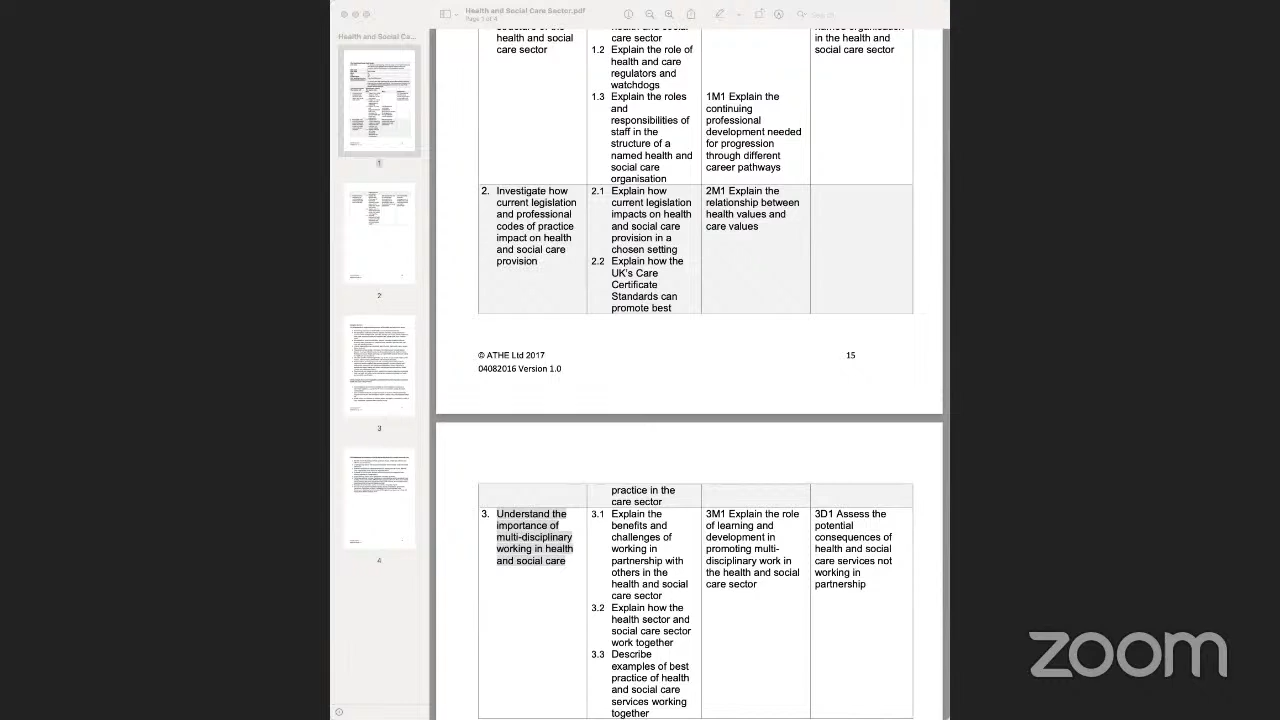 Health and Social Care Sector.pdf
Page 1 of 4
Health and Social Ca...
1
2
3
4
care sector
health and social
care sector
in the health and
social care sector
1.2 Explain the role of
health and care
regulators and
watchdogs
1.3 Explain the roles
and
responsibilities of
staff in the
structure of a
named health and
social care
organisation
1M1 Explain the
continuing
professional
development needed
for progression
through different
career pathways
2. Investigate how
current legislation
and professional
codes of practice
impact on health
and social care
provision
2.1 Explain how
current legislation
impacts on health
and social care
provision in a
chosen setting
2.2 Explain how the
UK's Care
Certificate
Standards can
promote best
2M1 Explain the
relationship between
health values and
care values
© ATHE Ltd 2017
15
04082016 Version 1.0
practice in the
care sector
3. Understand the
importance of
multi-disciplinary
working in health
and social care
3.1 Explain the
benefits and
challenges of
working in
partnership with
others in the
health and social
care sector
3.2 Explain how the
health sector and
social care sector
work together
3.3 Describe
examples of best
practice of health
and social care
services working
together
3M1 Explain the role
of learning and
development in
promoting multi-
disciplinary work in
the health and social
care sector
3D1 Assess the
potential
consequences of
health and social
care services not
working in
partnership
zoom